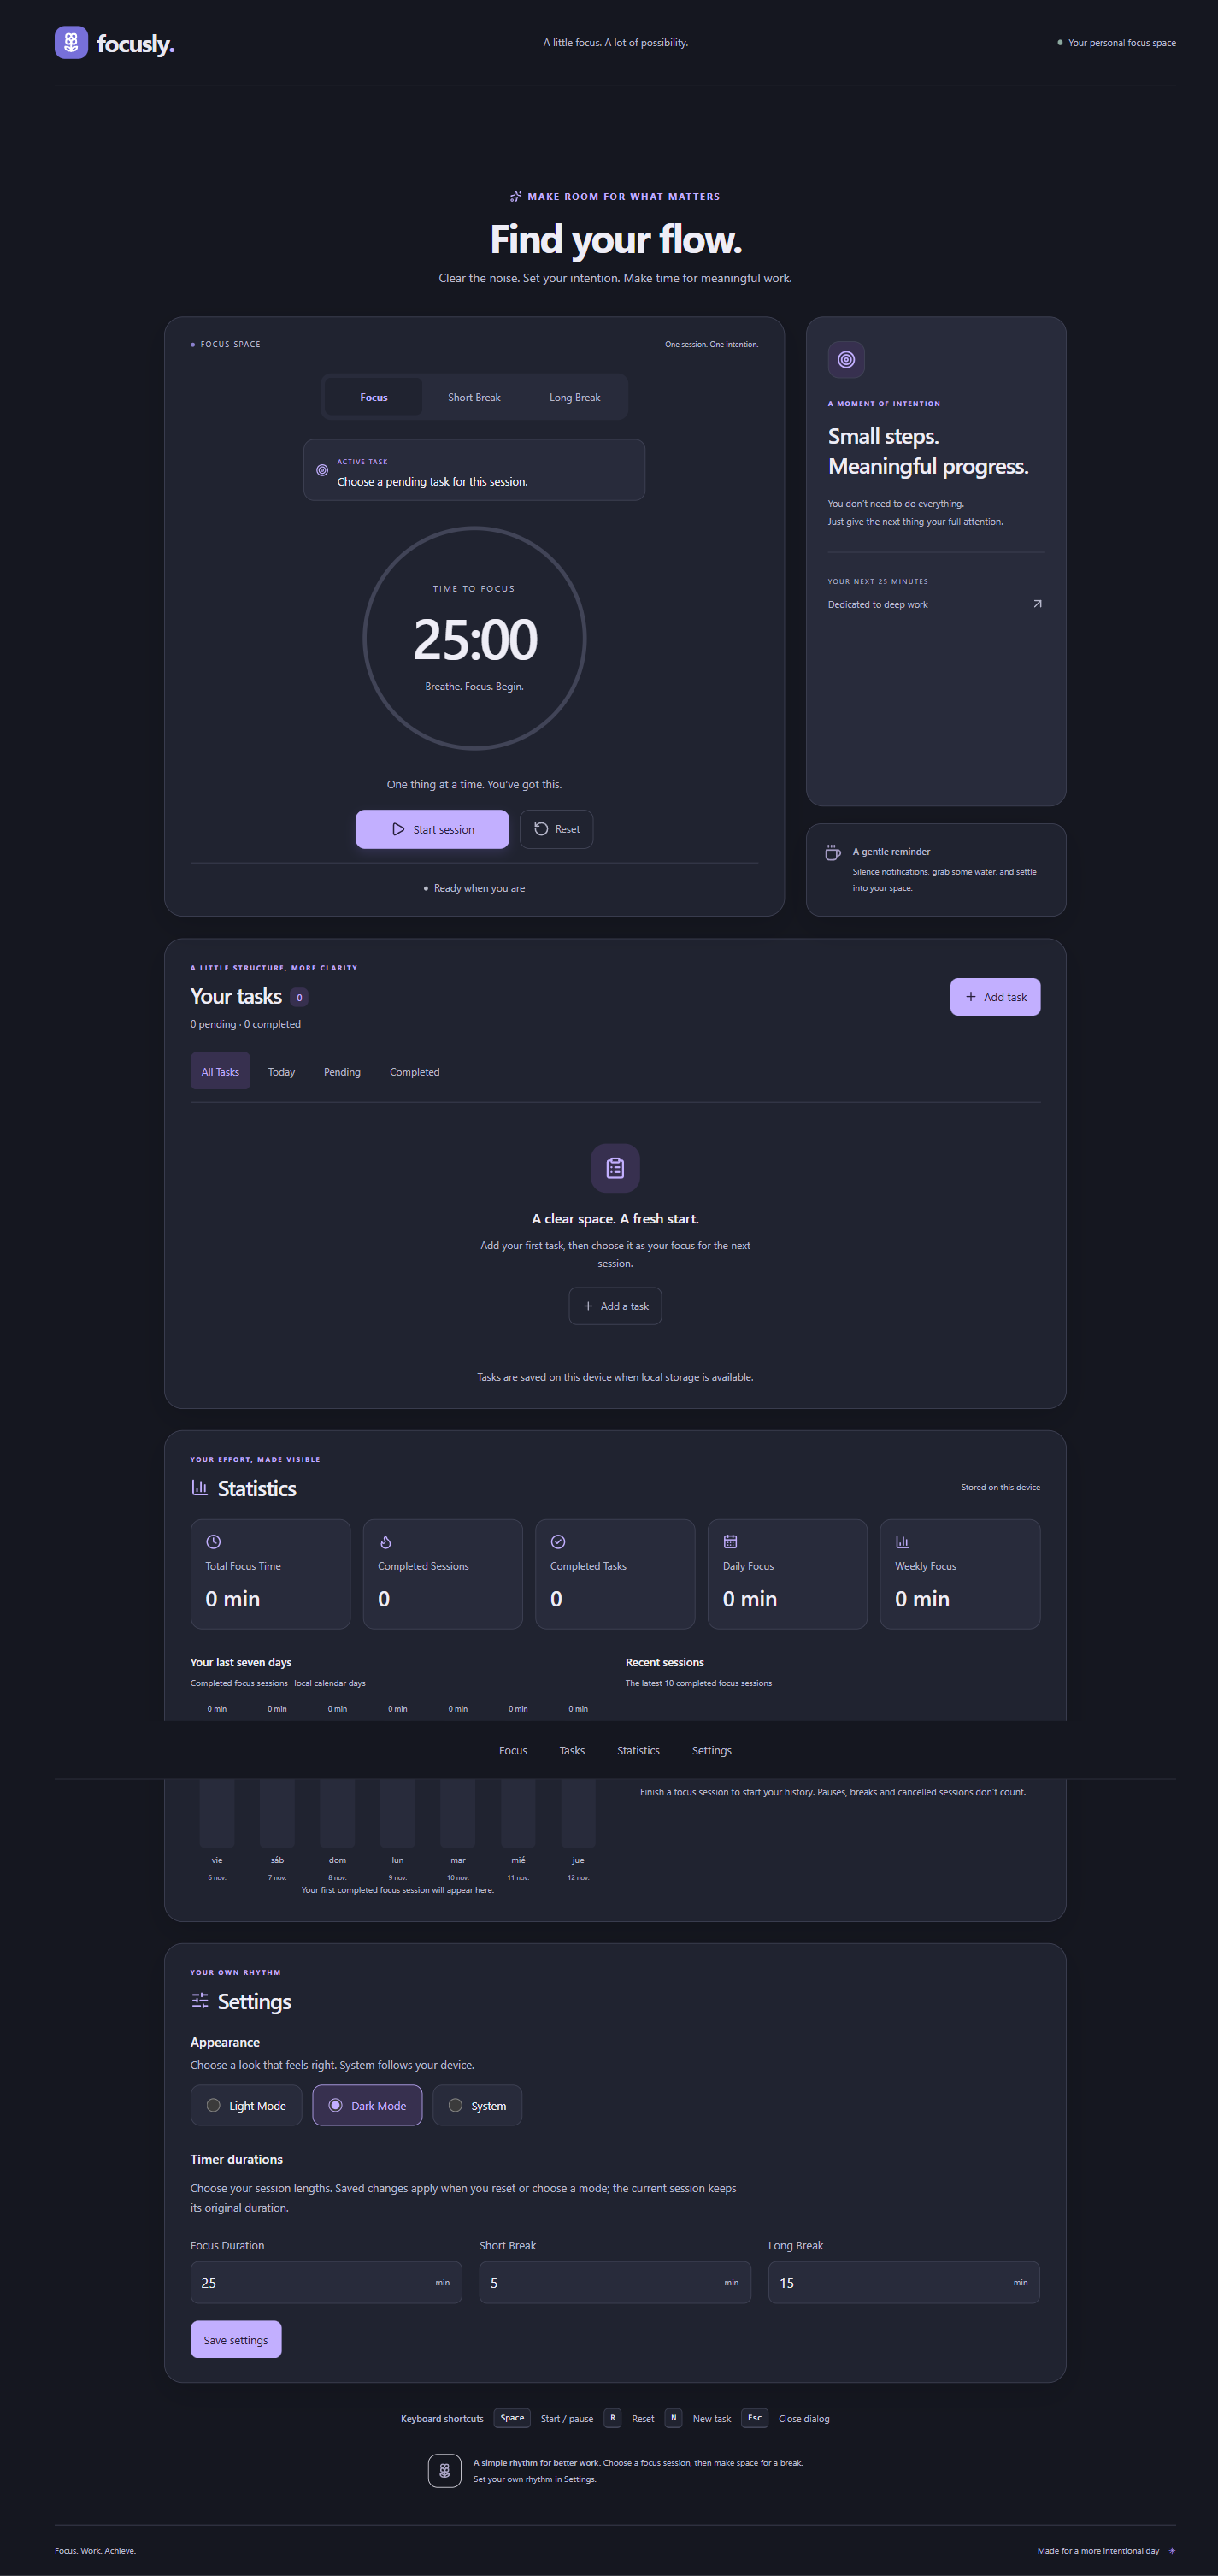 focusly.
A little focus. A lot of possibility.
Your personal focus space
MAKE ROOM FOR WHAT MATTERS
Find your flow.
Clear the noise. Set your intention. Make time for meaningful work.
FOCUS SPACE
One session. One intention.
Focus
Short Break
Long Break
ACTIVE TASK
Choose a pending task for this session.
TIME TO FOCUS
25:00
Breathe. Focus. Begin.
One thing at a time. You've got this.
Start session
Reset
Ready when you are
A MOMENT OF INTENTION
Small steps.
Meaningful progress.
You don't need to do everything.
Just give the next thing your full attention.
YOUR NEXT 25 MINUTES
Dedicated to deep work
A gentle reminder
Silence notifications, grab some water, and settle
into your space.
A LITTLE STRUCTURE, MORE CLARITY
Your tasks 0
0 pending · 0 completed
Add task
All Tasks
Today
Pending
Completed
A clear space. A fresh start.
Add your first task, then choose it as your focus for the next
session.
Add a task
Tasks are saved on this device when local storage is available.
YOUR EFFORT, MADE VISIBLE
Statistics
Stored on this device
Total Focus Time
0 min
Completed Sessions
0
Completed Tasks
0
Daily Focus
0 min
Weekly Focus
0 min
Your last seven days
Completed focus sessions · local calendar days
0 min 0 min 0 min 0 min 0 min 0 min 0 min
Recent sessions
The latest 10 completed focus sessions
Focus
Tasks
Statistics
Settings
Finish a focus session to start your history. Pauses, breaks and cancelled sessions don't count.
vie sáb dom lun mar mié jue
6 nov. 7 nov. 8 nov. 9 nov. 10 nov. 11 nov. 12 nov.
Your first completed focus session will appear here.
YOUR OWN RHYTHM
Settings
Appearance
Choose a look that feels right. System follows your device.
Light Mode
Dark Mode
System
Timer durations
Choose your session lengths. Saved changes apply when you reset or choose a mode; the current session keeps
its original duration.
Focus Duration
25 min
Short Break
5 min
Long Break
15 min
Save settings
Keyboard shortcuts Space Start / pause R Reset N New task Esc Close dialog
A simple rhythm for better work. Choose a focus session, then make space for a break.
Set your own rhythm in Settings.
Focus. Work. Achieve.
Made for a more intentional day